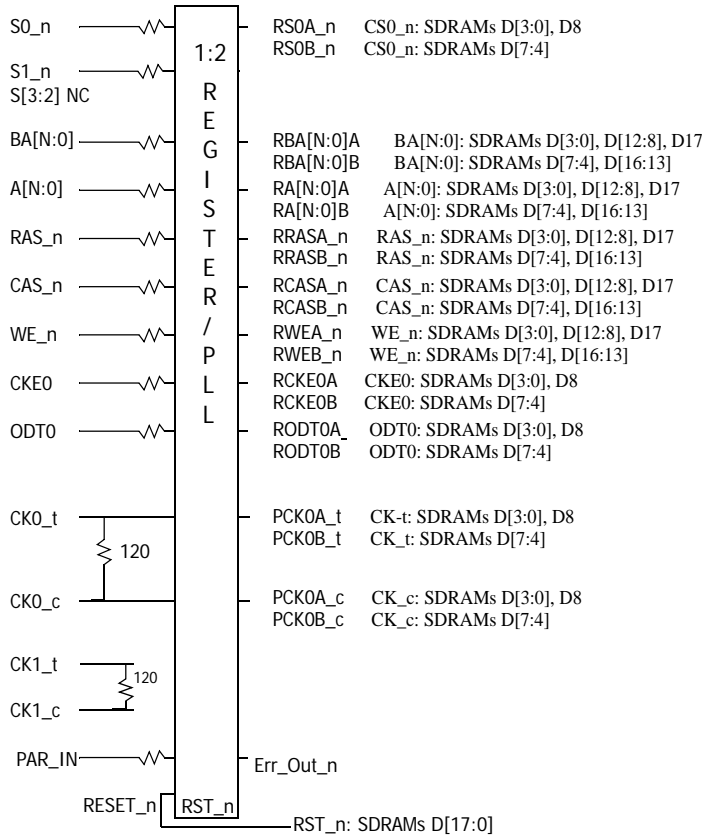 S0_n RS0A_n CS0_n: SDRAMs D[3:0], D8
1:2 RS0B_n CS0_n: SDRAMs D[7:4]
S1_n
S[3:2] NC
REGISTER/PLL
BA[N:0] RBA[N:0]A BA[N:0]: SDRAMs D[3:0], D[12:8], D17
RBA[N:0]B BA[N:0]: SDRAMs D[7:4], D[16:13]
A[N:0] RA[N:0]A A[N:0]: SDRAMs D[3:0], D[12:8], D17
RA[N:0]B A[N:0]: SDRAMs D[7:4], D[16:13]
RAS_n RRASA_n RAS_n: SDRAMs D[3:0], D[12:8], D17
RRASB_n RAS_n: SDRAMs D[7:4], D[16:13]
CAS_n RCASA_n CAS_n: SDRAMs D[3:0], D[12:8], D17
RCASB_n CAS_n: SDRAMs D[7:4], D[16:13]
WE_n RWEA_n WE_n: SDRAMs D[3:0], D[12:8], D17
RWEB_n WE_n: SDRAMs D[7:4], D[16:13]
CKE0 RCKE0A CKE0: SDRAMs D[3:0], D8
RCKE0B CKE0: SDRAMs D[7:4]
ODT0 RODT0A_ ODT0: SDRAMs D[3:0], D8
RODT0B ODT0: SDRAMs D[7:4]
CK0_t PCK0A_t CK-t: SDRAMs D[3:0], D8
PCK0B_t CK_t: SDRAMs D[7:4]
120
CK0_c PCK0A_c CK_c: SDRAMs D[3:0], D8
PCK0B_c CK_c: SDRAMs D[7:4]
CK1_t
120
CK1_c
PAR_IN Err_Out_n
RESET_n RST_n
RST_n: SDRAMs D[17:0]